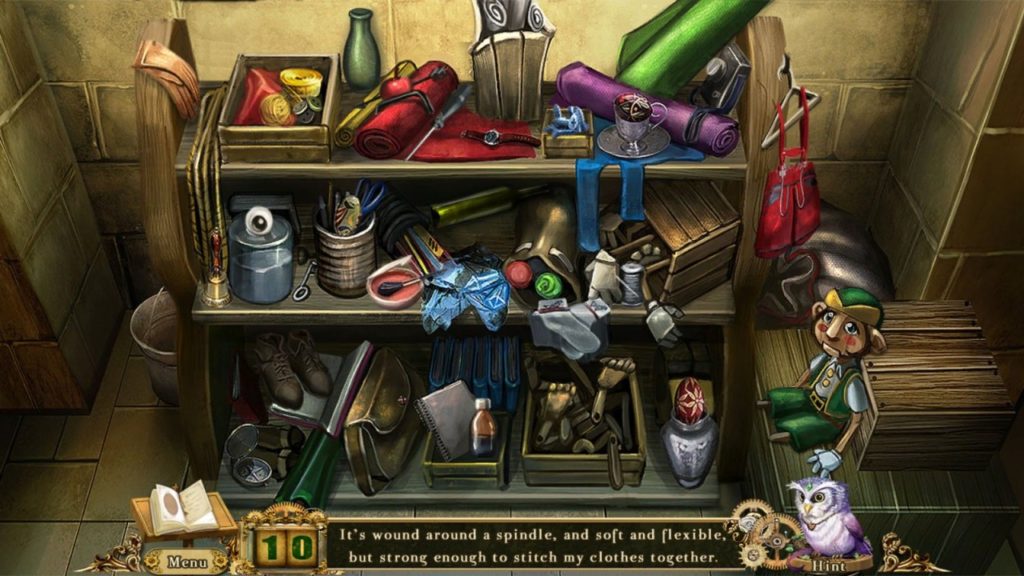 It's wound around a spindle, and soft and flexible,
but strong enough to stitch my clothes together.
10
Menu
Hint